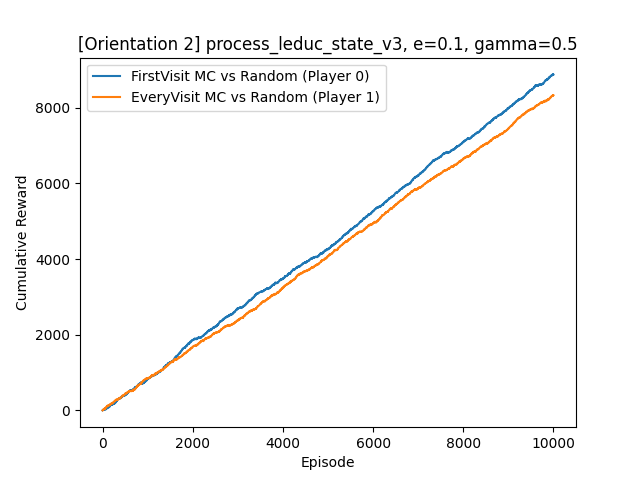 [Orientation 2] process_leduc_state_v3, e=0.1, gamma=0.5
FirstVisit MC vs Random (Player 0)
EveryVisit MC vs Random (Player 1)
8000
6000
4000
2000
0
Cumulative Reward
0 2000 4000 6000 8000 10000
Episode